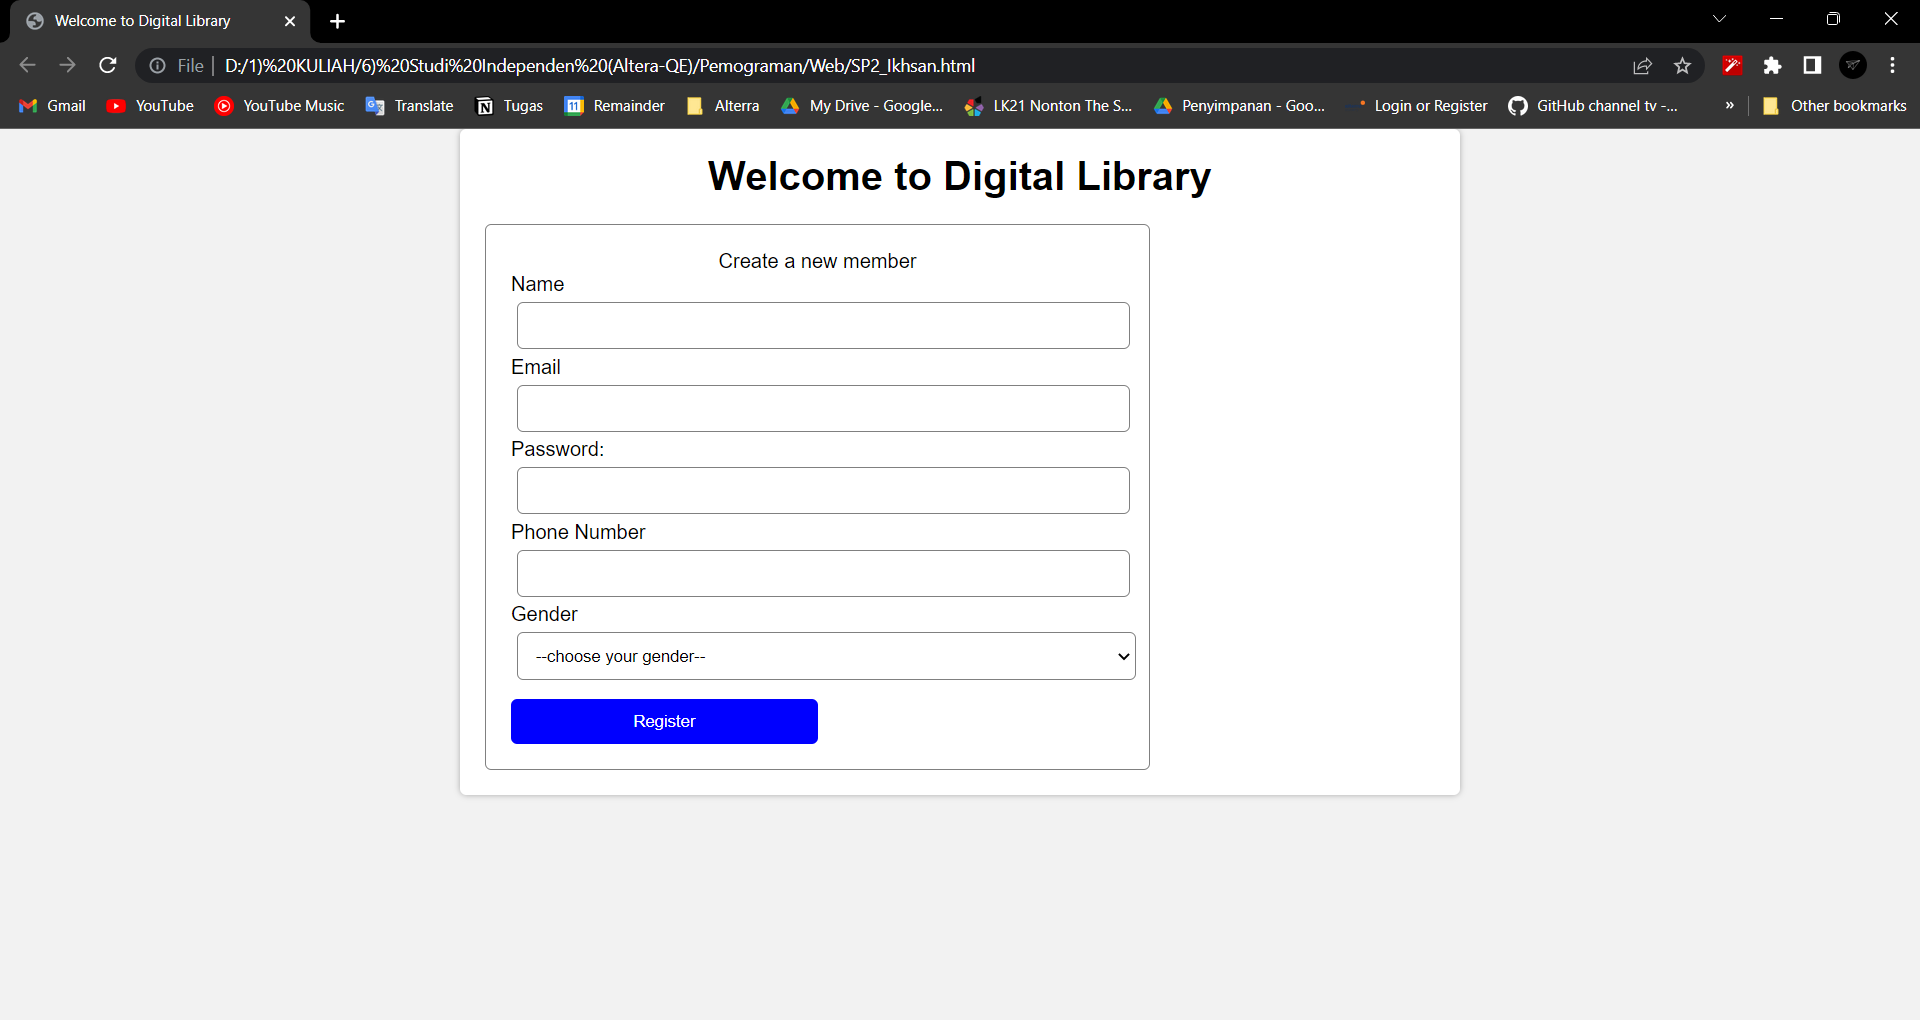 Welcome to Digital Library
File D:/1)%20KULIAH/6)%20Studi%20Independen%20(Altera-QE)/Pemograman/Web/SP2_Ikhsan.html
Gmail YouTube YouTube Music Translate Tugas 11 Remainder Alterra My Drive - Google... LK21 Nonton The S... Penyimpanan - Goo... Login or Register GitHub channel tv -... » Other bookmarks
Welcome to Digital Library
Create a new member
Name
Email
Password:
Phone Number
Gender
--choose your gender--
Register